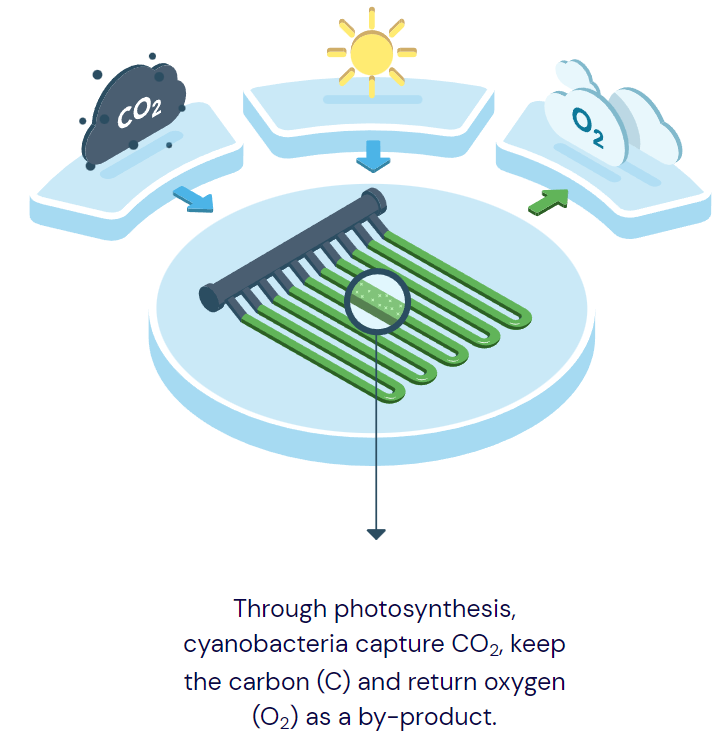 CO₂
O₂
Through photosynthesis,
cyanobacteria capture CO₂, keep
the carbon (C) and return oxygen
(O₂) as a by-product.